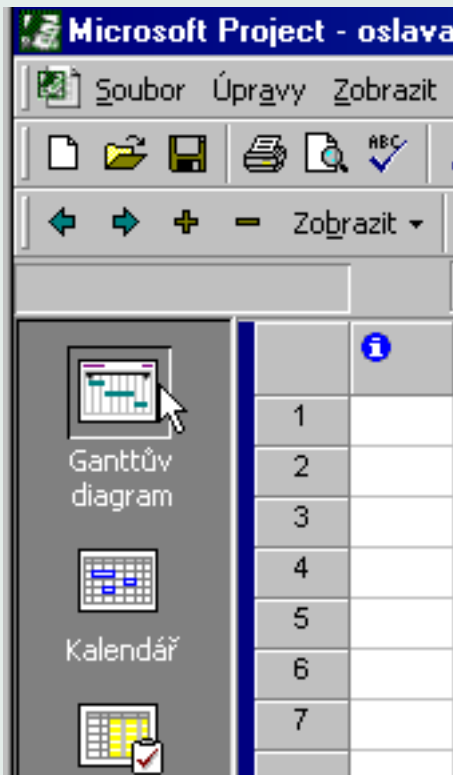 Microsoft Project - oslava
Soubor Úpravy Zobrazit
ABC
Zobrazit
1
Ganttův
diagram
2
3
4
5
Kalendář
6
7